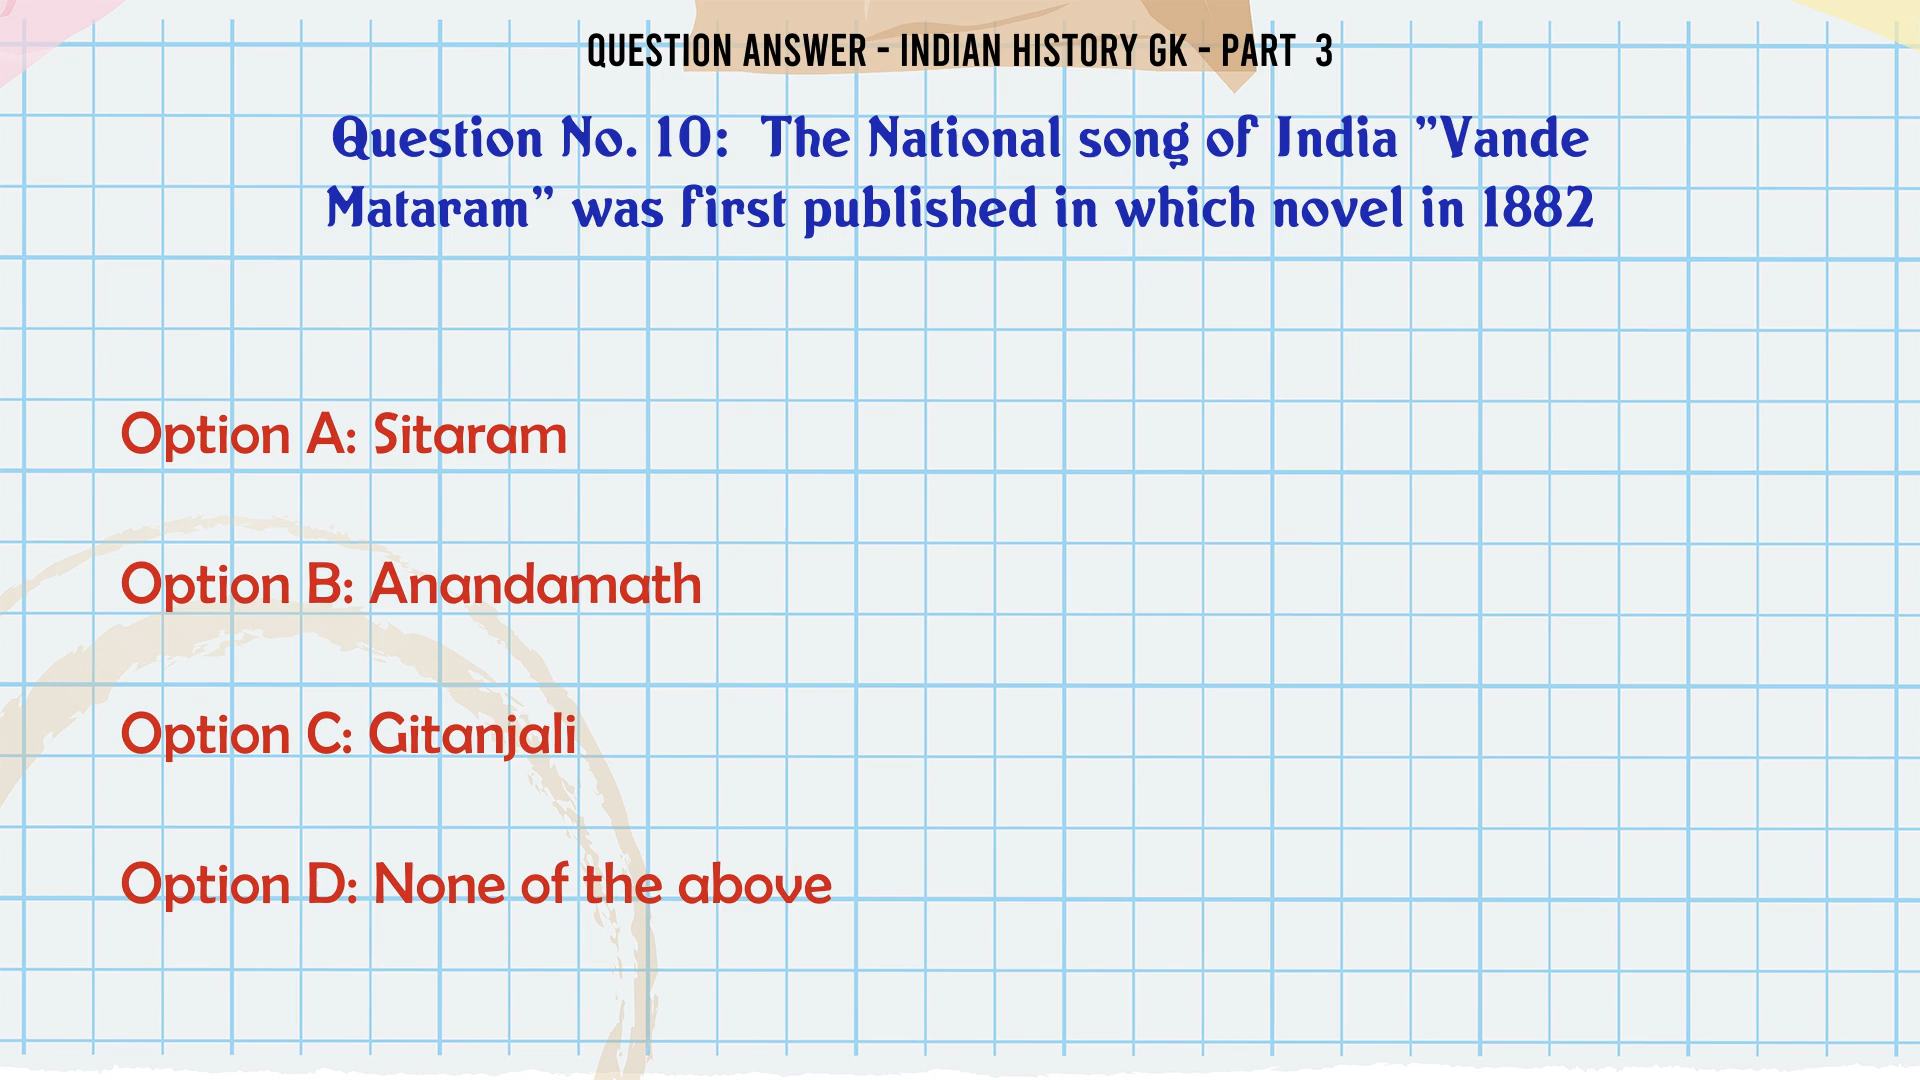 QUESTION ANSWER - INDIAN HISTORY GK - PART 3
Question No. 10: The National song of India ”Vande
Mataram” was first published in which novel in 1882
Option A: Sitaram
Option B: Anandamath
Option C: Gitanjali
Option D: None of the above